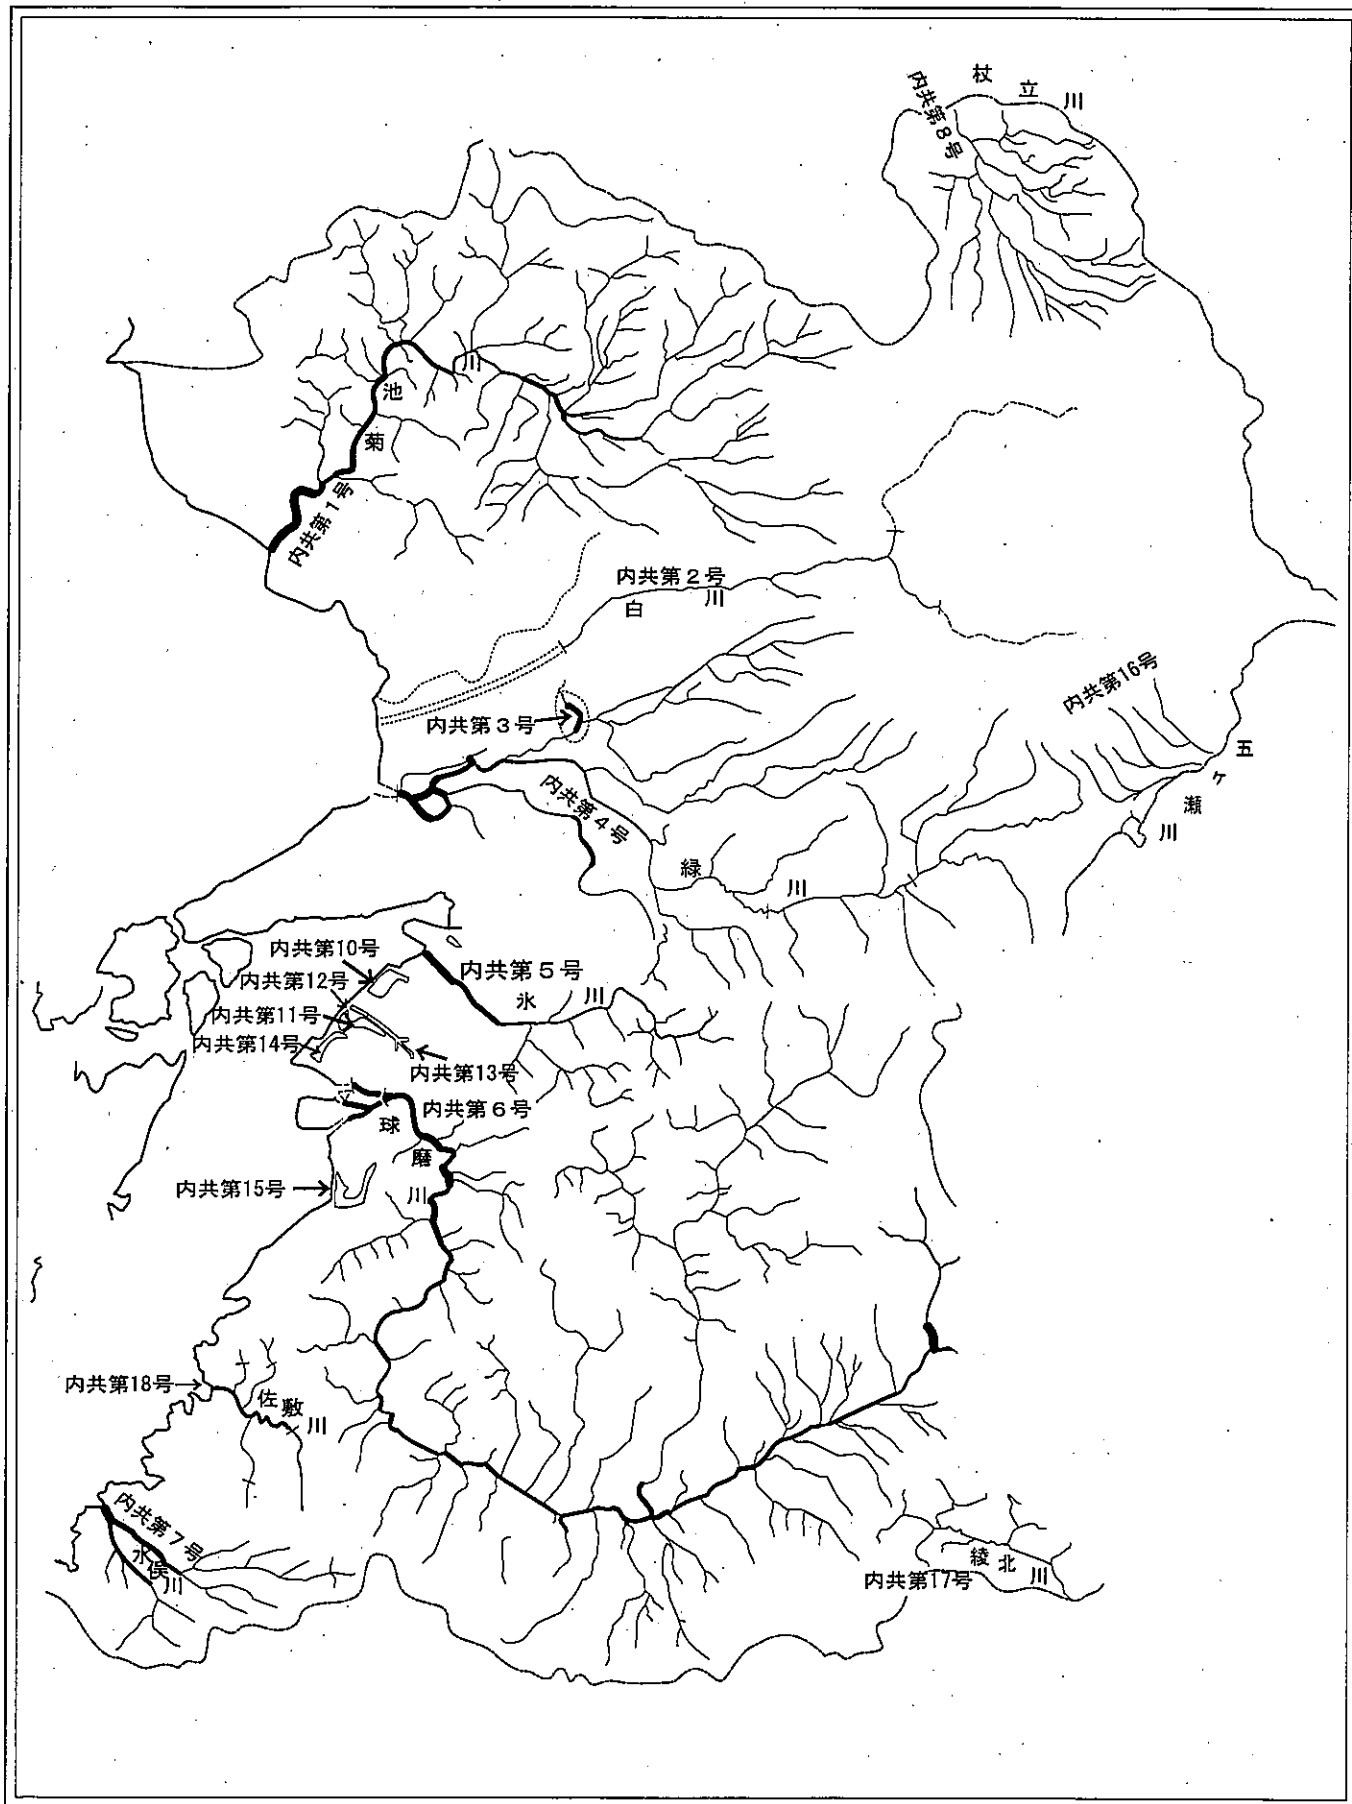 杖立川
内共第8号
池川
菊
内共第1号
内共第2号
白川
内共第16号
内共第3号
五ヶ瀬川
内共第4号
緑川
内共第10号
内共第5号
内共第12号
氷川
内共第11号
内共第14号
内共第13号
内共第6号
球磨川
内共第15号
内共第18号
佐敷川
内共第7号
水俣川
綾北川
内共第17号